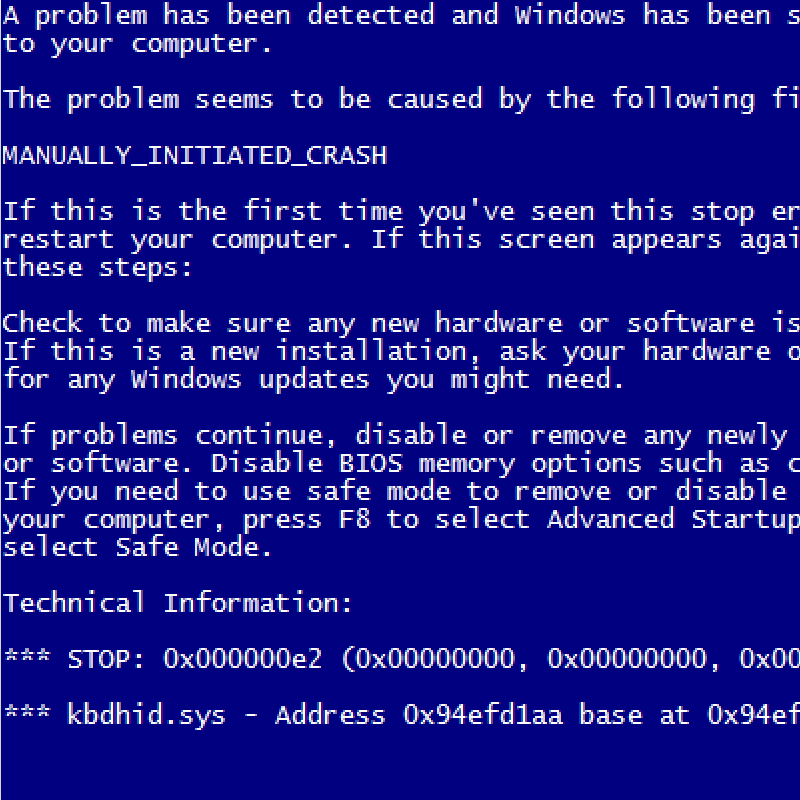 A problem has been detected and Windows has been s
to your computer.
The problem seems to be caused by the following fi
MANUALLY_INITIATED_CRASH
If this is the first time you've seen this stop er
restart your computer. If this screen appears agai
these steps:
Check to make sure any new hardware or software is
If this is a new installation, ask your hardware o
for any Windows updates you might need.
If problems continue, disable or remove any newly
or software. Disable BIOS memory options such as c
If you need to use safe mode to remove or disable
your computer, press F8 to select Advanced Startup
select Safe Mode.
Technical Information:
*** STOP: 0x000000e2 (0x00000000, 0x00000000, 0x00
*** kbdhid.sys - Address 0x94efd1aa base at 0x94ef